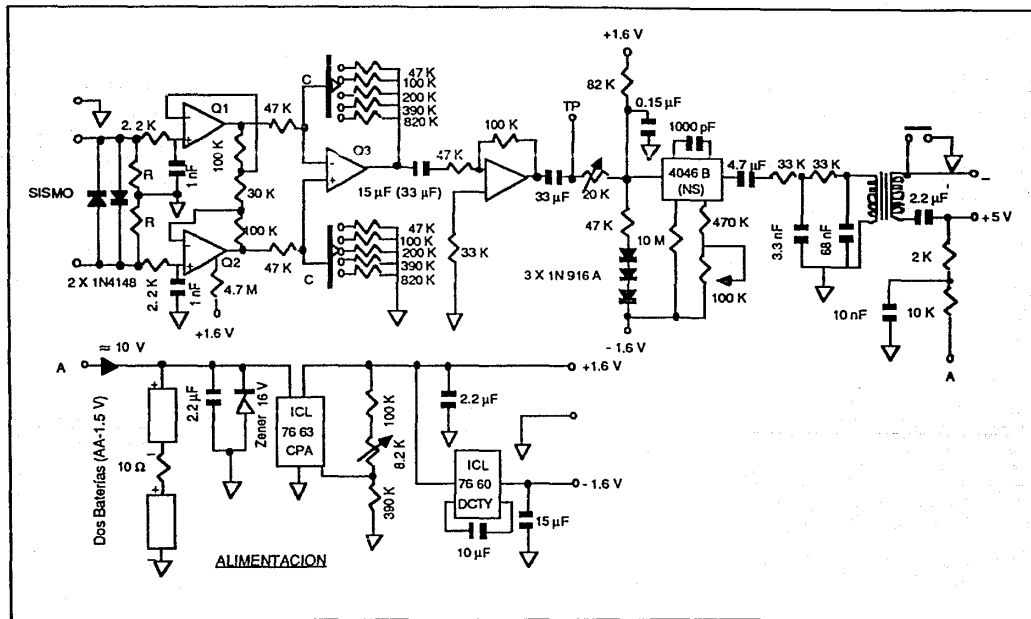 +1.6 V
82 K
0.15 µF
1000 pF
TP
C
47 K
100 K
200 K
390 K
820 K
Q1
47 K
2.2 K
100 K
1 nF
30 K
100 K
Q2
47 K
SISMO
R
R
2 X 1N4148
2.2 K
1 nF
4.7 M
+1.6 V
Q3
15 µF (33 µF)
47 K
100 K
33 K
33 µF
20 K
C
47 K
100 K
200 K
390 K
820 K
4046 B
(NS)
4.7 µF
33 K
33 K
47 K
10 M
470 K
100 K
3 X 1N 916 A
- 1.6 V
3.3 nF
68 nF
2.2 µF
-
+5 V
2 K
10 nF
10 K
A
A
≅ 10 V
Dos Baterías (AA-1.5 V)
+
10 Ω
-
+
-
2.2 µF
Zener 16 V
ICL
76 63
CPA
100 K
8.2 K
390 K
2.2 µF
+1.6 V
ICL
76 60
DCTY
10 µF
- 1.6 V
15 µF
ALIMENTACION